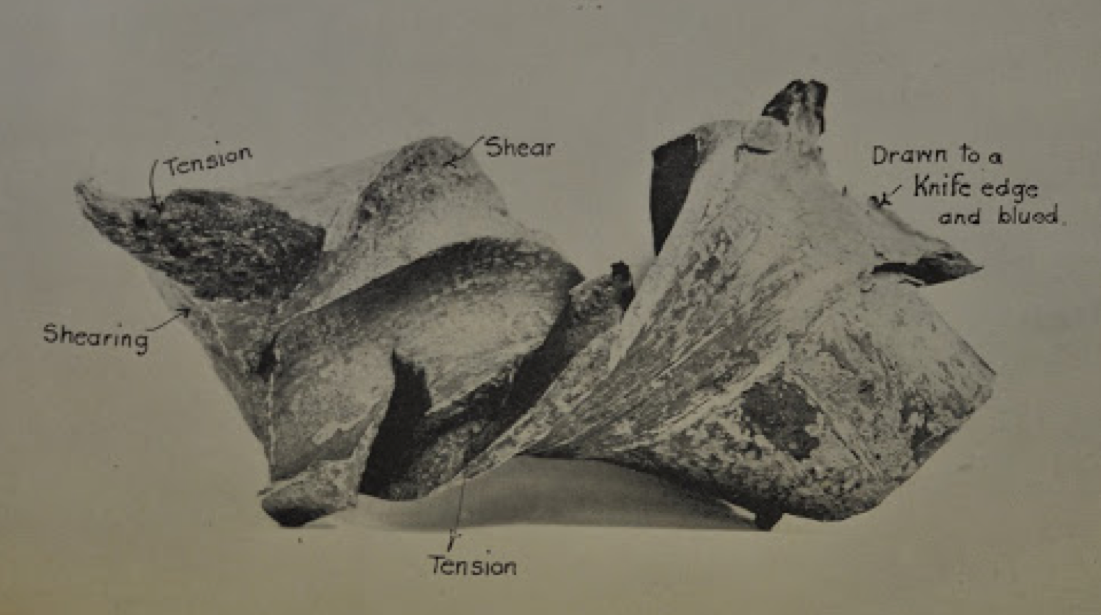 Tension
Shear
Drawn to a
Knife edge
and blued.
Shearing
Tension